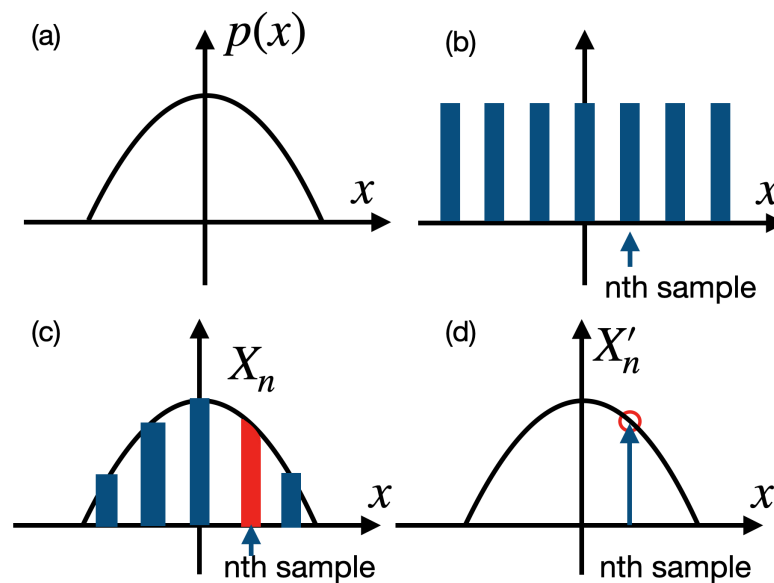 (a)
p(x)
x
(b)
x
nth sample
(c)
Xₙ
x
nth sample
(d)
X′ₙ
x
nth sample